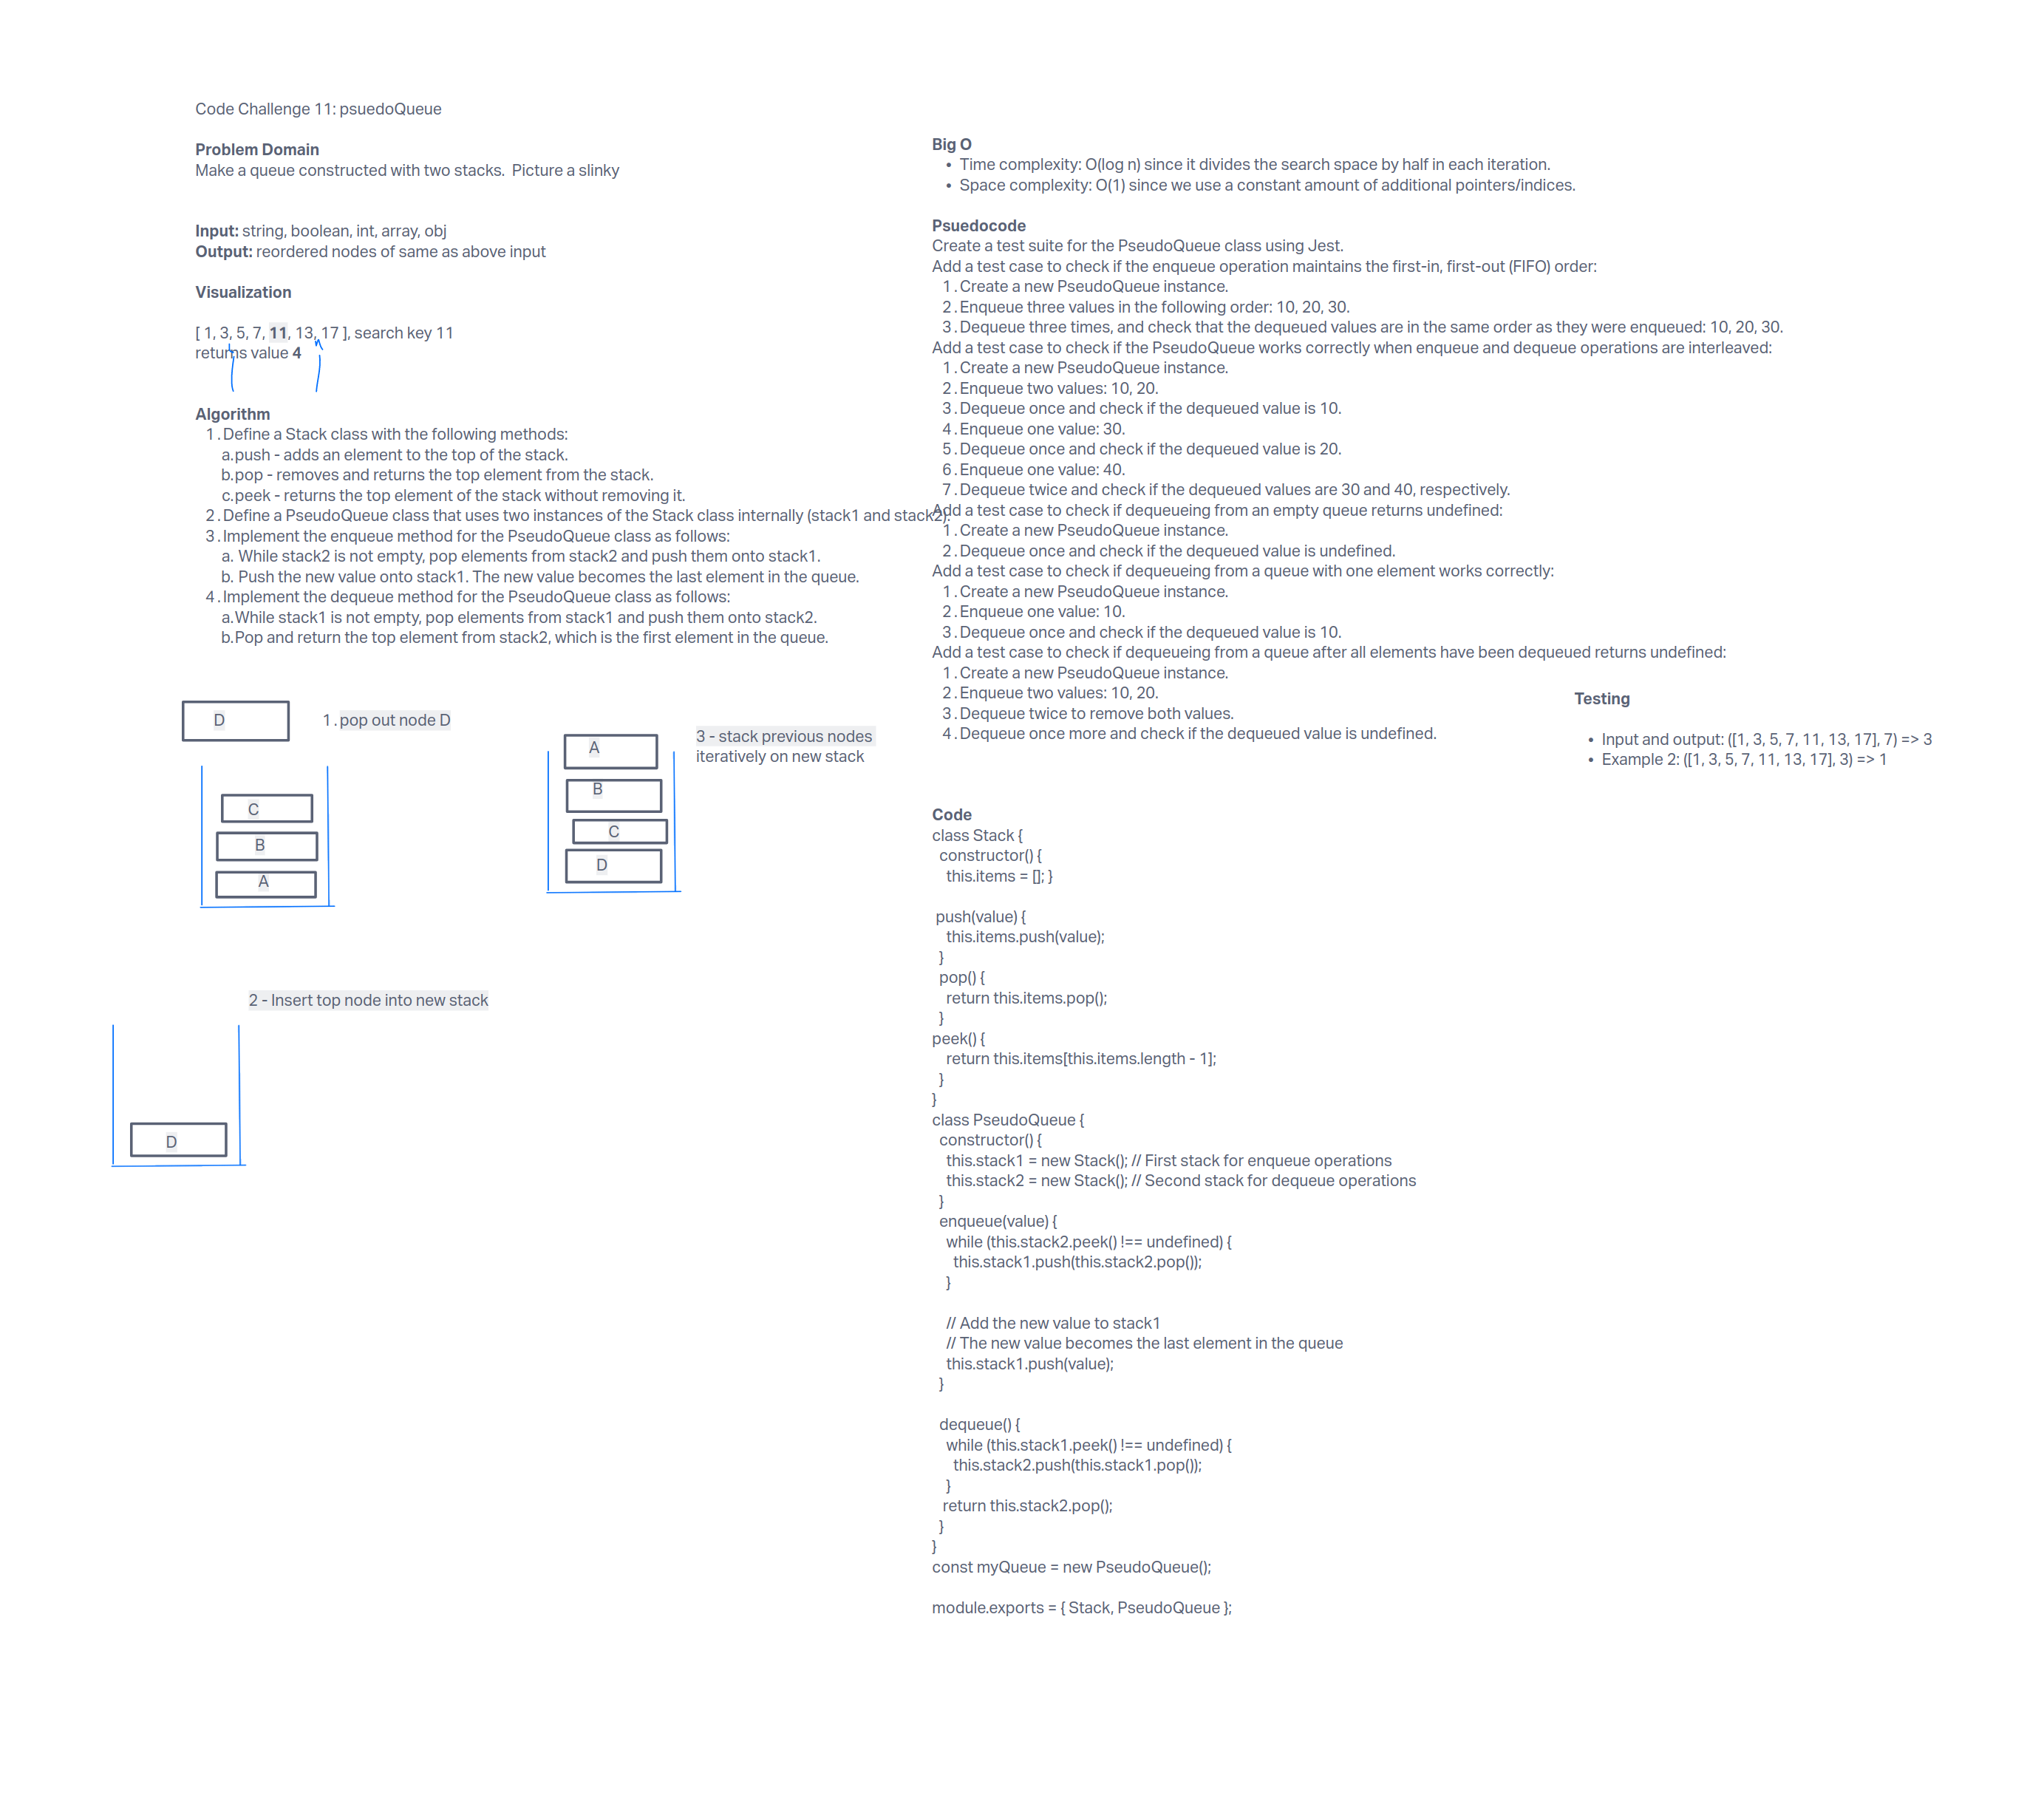 Code Challenge 11: psuedoQueue
Problem Domain
Make a queue constructed with two stacks.  Picture a slinky
Input: string, boolean, int, array, obj
Output: reordered nodes of same as above input
Visualization
[ 1, 3, 5, 7, 11, 13, 17 ], search key 11
returns value 4
Algorithm
1. Define a Stack class with the following methods:
a. push - adds an element to the top of the stack.
b. pop - removes and returns the top element from the stack.
c. peek - returns the top element of the stack without removing it.
2. Define a PseudoQueue class that uses two instances of the Stack class internally (stack1 and stack2).
3. Implement the enqueue method for the PseudoQueue class as follows:
a. While stack2 is not empty, pop elements from stack2 and push them onto stack1.
b. Push the new value onto stack1. The new value becomes the last element in the queue.
4. Implement the dequeue method for the PseudoQueue class as follows:
a. While stack1 is not empty, pop elements from stack1 and push them onto stack2.
b. Pop and return the top element from stack2, which is the first element in the queue.
D
1. pop out node D
C
B
A
A
B
C
D
3 - stack previous nodes
iteratively on new stack
2 - Insert top node into new stack
D
Big O
• Time complexity: O(log n) since it divides the search space by half in each iteration.
• Space complexity: O(1) since we use a constant amount of additional pointers/indices.
Psuedocode
Create a test suite for the PseudoQueue class using Jest.
Add a test case to check if the enqueue operation maintains the first-in, first-out (FIFO) order:
1. Create a new PseudoQueue instance.
2. Enqueue three values in the following order: 10, 20, 30.
3. Dequeue three times, and check that the dequeued values are in the same order as they were enqueued: 10, 20, 30.
Add a test case to check if the PseudoQueue works correctly when enqueue and dequeue operations are interleaved:
1. Create a new PseudoQueue instance.
2. Enqueue two values: 10, 20.
3. Dequeue once and check if the dequeued value is 10.
4. Enqueue one value: 30.
5. Dequeue once and check if the dequeued value is 20.
6. Enqueue one value: 40.
7. Dequeue twice and check if the dequeued values are 30 and 40, respectively.
Add a test case to check if dequeueing from an empty queue returns undefined:
1. Create a new PseudoQueue instance.
2. Dequeue once and check if the dequeued value is undefined.
Add a test case to check if dequeueing from a queue with one element works correctly:
1. Create a new PseudoQueue instance.
2. Enqueue one value: 10.
3. Dequeue once and check if the dequeued value is 10.
Add a test case to check if dequeueing from a queue after all elements have been dequeued returns undefined:
1. Create a new PseudoQueue instance.
2. Enqueue two values: 10, 20.
3. Dequeue twice to remove both values.
4. Dequeue once more and check if the dequeued value is undefined.
Testing
• Input and output: ([1, 3, 5, 7, 11, 13, 17], 7) => 3
• Example 2: ([1, 3, 5, 7, 11, 13, 17], 3) => 1
Code
class Stack {
constructor() {
this.items = []; }
push(value) {
this.items.push(value);
}
pop() {
return this.items.pop();
}
peek() {
return this.items[this.items.length - 1];
}
}
class PseudoQueue {
constructor() {
this.stack1 = new Stack(); // First stack for enqueue operations
this.stack2 = new Stack(); // Second stack for dequeue operations
}
enqueue(value) {
while (this.stack2.peek() !== undefined) {
this.stack1.push(this.stack2.pop());
}
// Add the new value to stack1
// The new value becomes the last element in the queue
this.stack1.push(value);
}
dequeue() {
while (this.stack1.peek() !== undefined) {
this.stack2.push(this.stack1.pop());
}
return this.stack2.pop();
}
}
const myQueue = new PseudoQueue();
module.exports = { Stack, PseudoQueue };